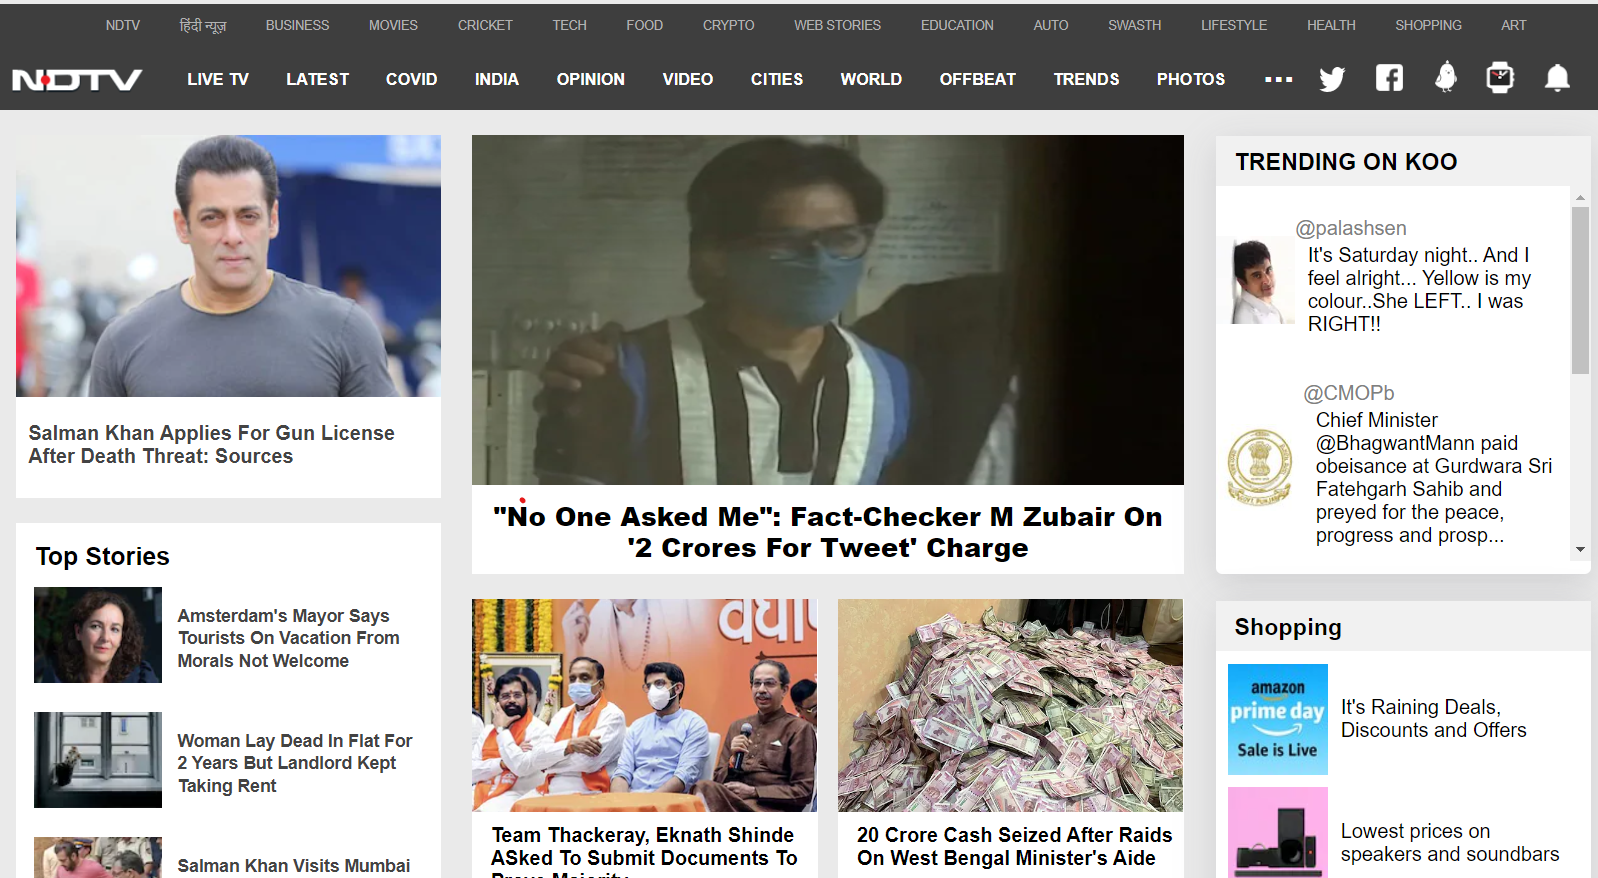 NDTV हिंदी न्यूज़ BUSINESS MOVIES CRICKET TECH FOOD CRYPTO WEB STORIES EDUCATION AUTO SWASTH LIFESTYLE HEALTH SHOPPING ART
NDTV LIVE TV LATEST COVID INDIA OPINION VIDEO CITIES WORLD OFFBEAT TRENDS PHOTOS
Salman Khan Applies For Gun License
After Death Threat: Sources
Top Stories
Amsterdam's Mayor Says
Tourists On Vacation From
Morals Not Welcome
Woman Lay Dead In Flat For
2 Years But Landlord Kept
Taking Rent
Salman Khan Visits Mumbai
"No One Asked Me": Fact-Checker M Zubair On
'2 Crores For Tweet' Charge
Team Thackeray, Eknath Shinde
ASked To Submit Documents To
Prove Majority
20 Crore Cash Seized After Raids
On West Bengal Minister's Aide
TRENDING ON KOO
@palashsen
It's Saturday night.. And I
feel alright... Yellow is my
colour..She LEFT.. I was
RIGHT!!
@CMOPb
Chief Minister
@BhagwantMann paid
obeisance at Gurdwara Sri
Fatehgarh Sahib and
preyed for the peace,
progress and prosp...
Shopping
amazon
prime day
Sale is Live
It's Raining Deals,
Discounts and Offers
Lowest prices on
speakers and soundbars